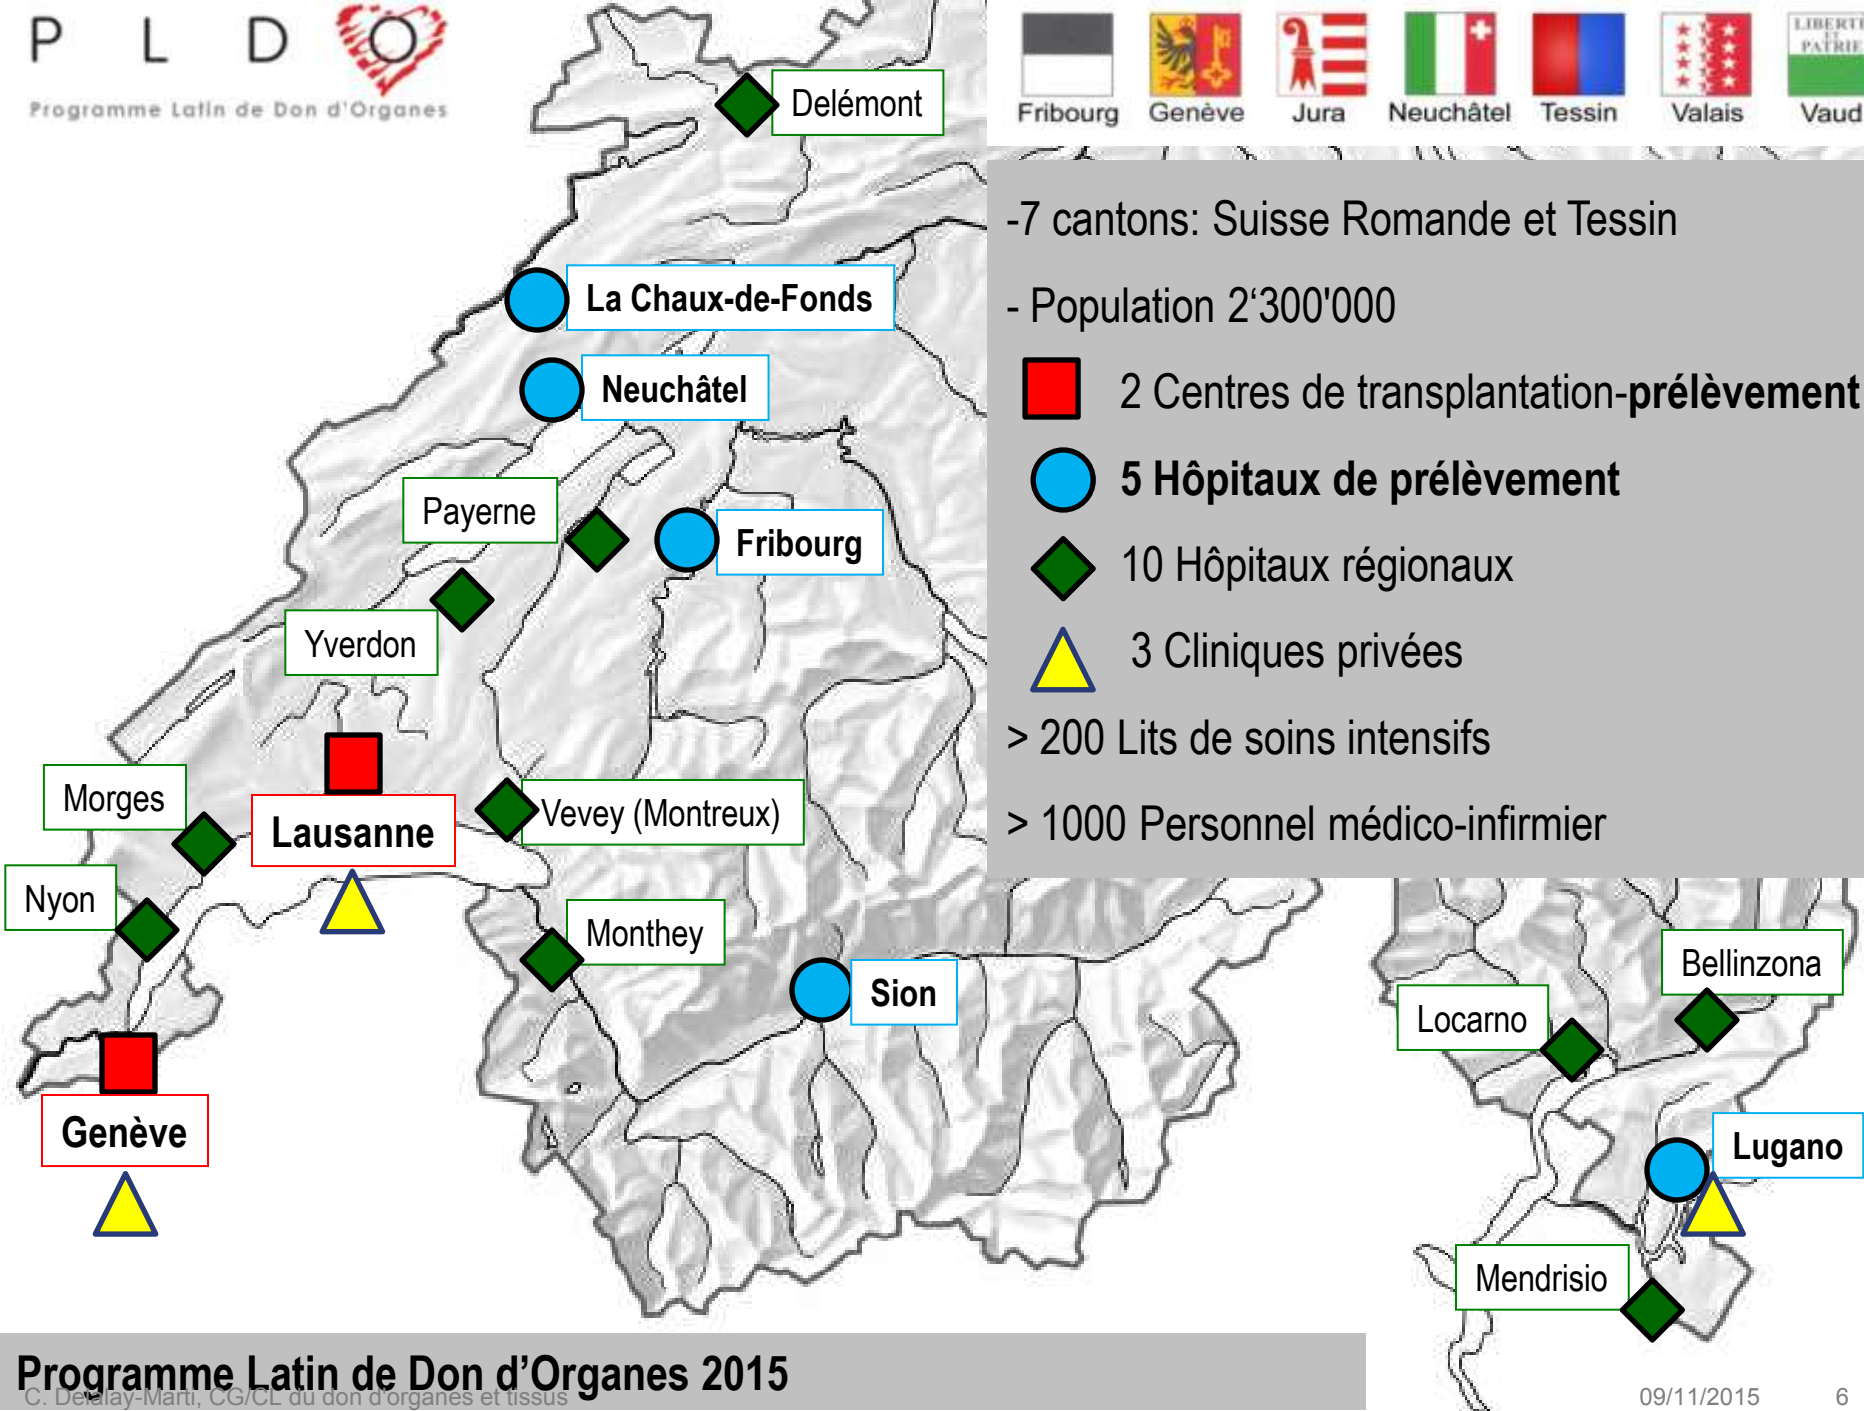 P L D O
Programme Latin de Don d'Organes
Fribourg
Genève
Jura
Neuchâtel
Tessin
Valais
LIBERTE
ET
PATRIE
Vaud
-7 cantons: Suisse Romande et Tessin
- Population 2‘300'000
2 Centres de transplantation-prélèvement
5 Hôpitaux de prélèvement
10 Hôpitaux régionaux
3 Cliniques privées
> 200 Lits de soins intensifs
> 1000 Personnel médico-infirmier
Delémont
La Chaux-de-Fonds
Neuchâtel
Payerne
Fribourg
Yverdon
Morges
Lausanne
Vevey (Montreux)
Nyon
Monthey
Sion
Genève
Bellinzona
Locarno
Lugano
Mendrisio
Programme Latin de Don d’Organes 2015
C. Delalay-Marti, CG/CL du don d'organes et tissus
09/11/2015
6